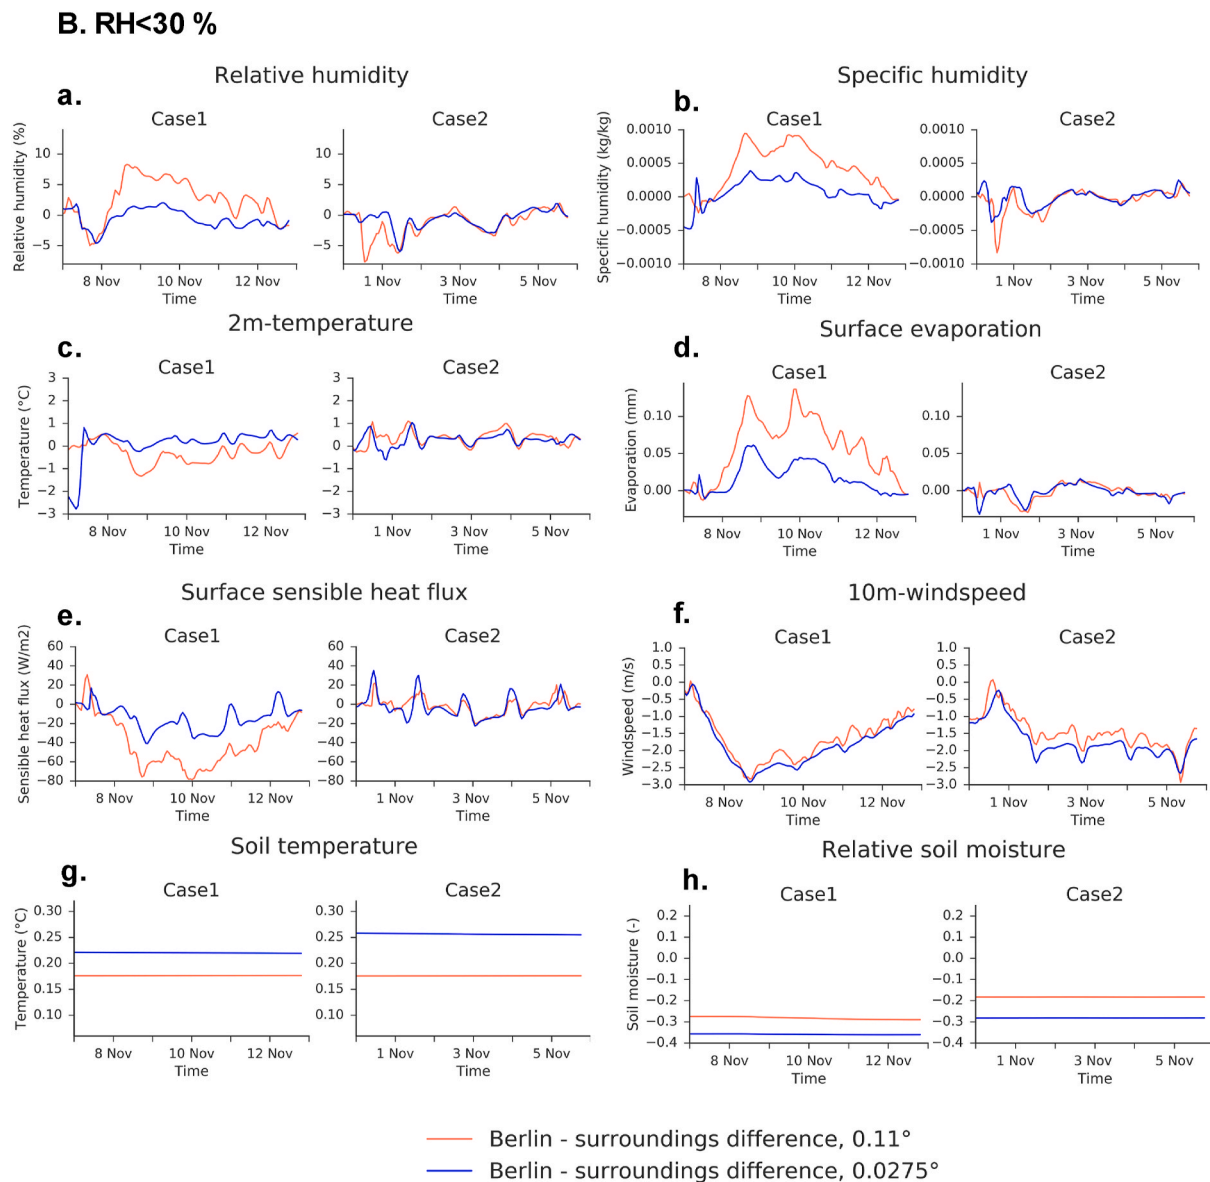 B. RH<30 %
Relative humidity
a.
Case1
Case2
Relative humidity (%)
10
5
0
−5
10
5
0
−5
8 Nov 10 Nov 12 Nov
Time
1 Nov 3 Nov 5 Nov
Time
Specific humidity
b.
Case1
Case2
Specific humidity (kg/kg)
0.0010
0.0005
0.0000
−0.0005
−0.0010
0.0010
0.0005
0.0000
−0.0005
−0.0010
8 Nov 10 Nov 12 Nov
Time
1 Nov 3 Nov 5 Nov
Time
2m-temperature
c.
Case1
Case2
Temperature (°C)
3
2
1
0
−1
−2
−3
3
2
1
0
−1
−2
−3
8 Nov 10 Nov 12 Nov
Time
1 Nov 3 Nov 5 Nov
Time
Surface evaporation
d.
Case1
Case2
Evaporation (mm)
0.10
0.05
0.00
0.10
0.05
0.00
8 Nov 10 Nov 12 Nov
Time
1 Nov 3 Nov 5 Nov
Time
Surface sensible heat flux
e.
Case1
Case2
Sensible heat flux (W/m2)
60
40
20
0
−20
−40
−60
−80
60
40
20
0
−20
−40
−60
−80
8 Nov 10 Nov 12 Nov
Time
1 Nov 3 Nov 5 Nov
Time
10m-windspeed
f.
Case1
Case2
Windspeed (m/s)
1.0
0.5
0.0
−0.5
−1.0
−1.5
−2.0
−2.5
−3.0
1.0
0.5
0.0
−0.5
−1.0
−1.5
−2.0
−2.5
−3.0
8 Nov 10 Nov 12 Nov
Time
1 Nov 3 Nov 5 Nov
Time
Soil temperature
g.
Case1
Case2
Temperature (°C)
0.30
0.25
0.20
0.15
0.10
0.30
0.25
0.20
0.15
0.10
8 Nov 10 Nov 12 Nov
Time
1 Nov 3 Nov 5 Nov
Time
Relative soil moisture
h.
Case1
Case2
Soil moisture (-)
0.2
0.1
0.0
−0.1
−0.2
−0.3
−0.4
0.2
0.1
0.0
−0.1
−0.2
−0.3
−0.4
8 Nov 10 Nov 12 Nov
Time
1 Nov 3 Nov 5 Nov
Time
Berlin - surroundings difference, 0.11°
Berlin - surroundings difference, 0.0275°